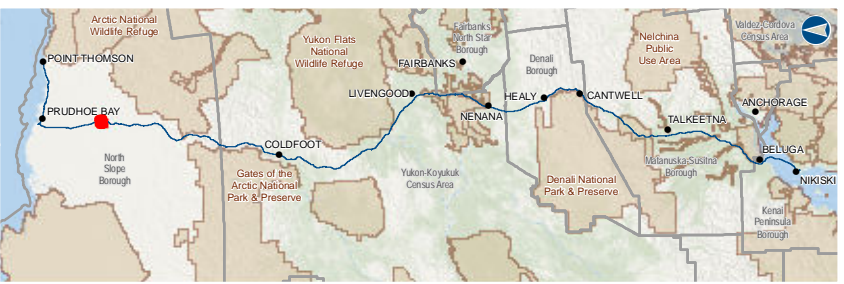 Arctic National
Wildlife Refuge
POINT THOMSON
PRUDHOE BAY
North
Slope
Borough
COLDFOOT
Gates of the
Arctic National
Park & Preserve
Yukon Flats
National
Wildlife Refuge
LIVENGOOD
Fairbanks
North Star
Borough
FAIRBANKS
NENANA
Yukon-Koyukuk
Census Area
Denali
Borough
HEALY
CANTWELL
Denali National
Park & Preserve
Nelchina
Public
Use Area
TALKEETNA
Matanuska-Susitna
Borough
Valdez-Cordova
Census Area
ANCHORAGE
BELUGA
NIKISKI
Kenai
Peninsula
Borough